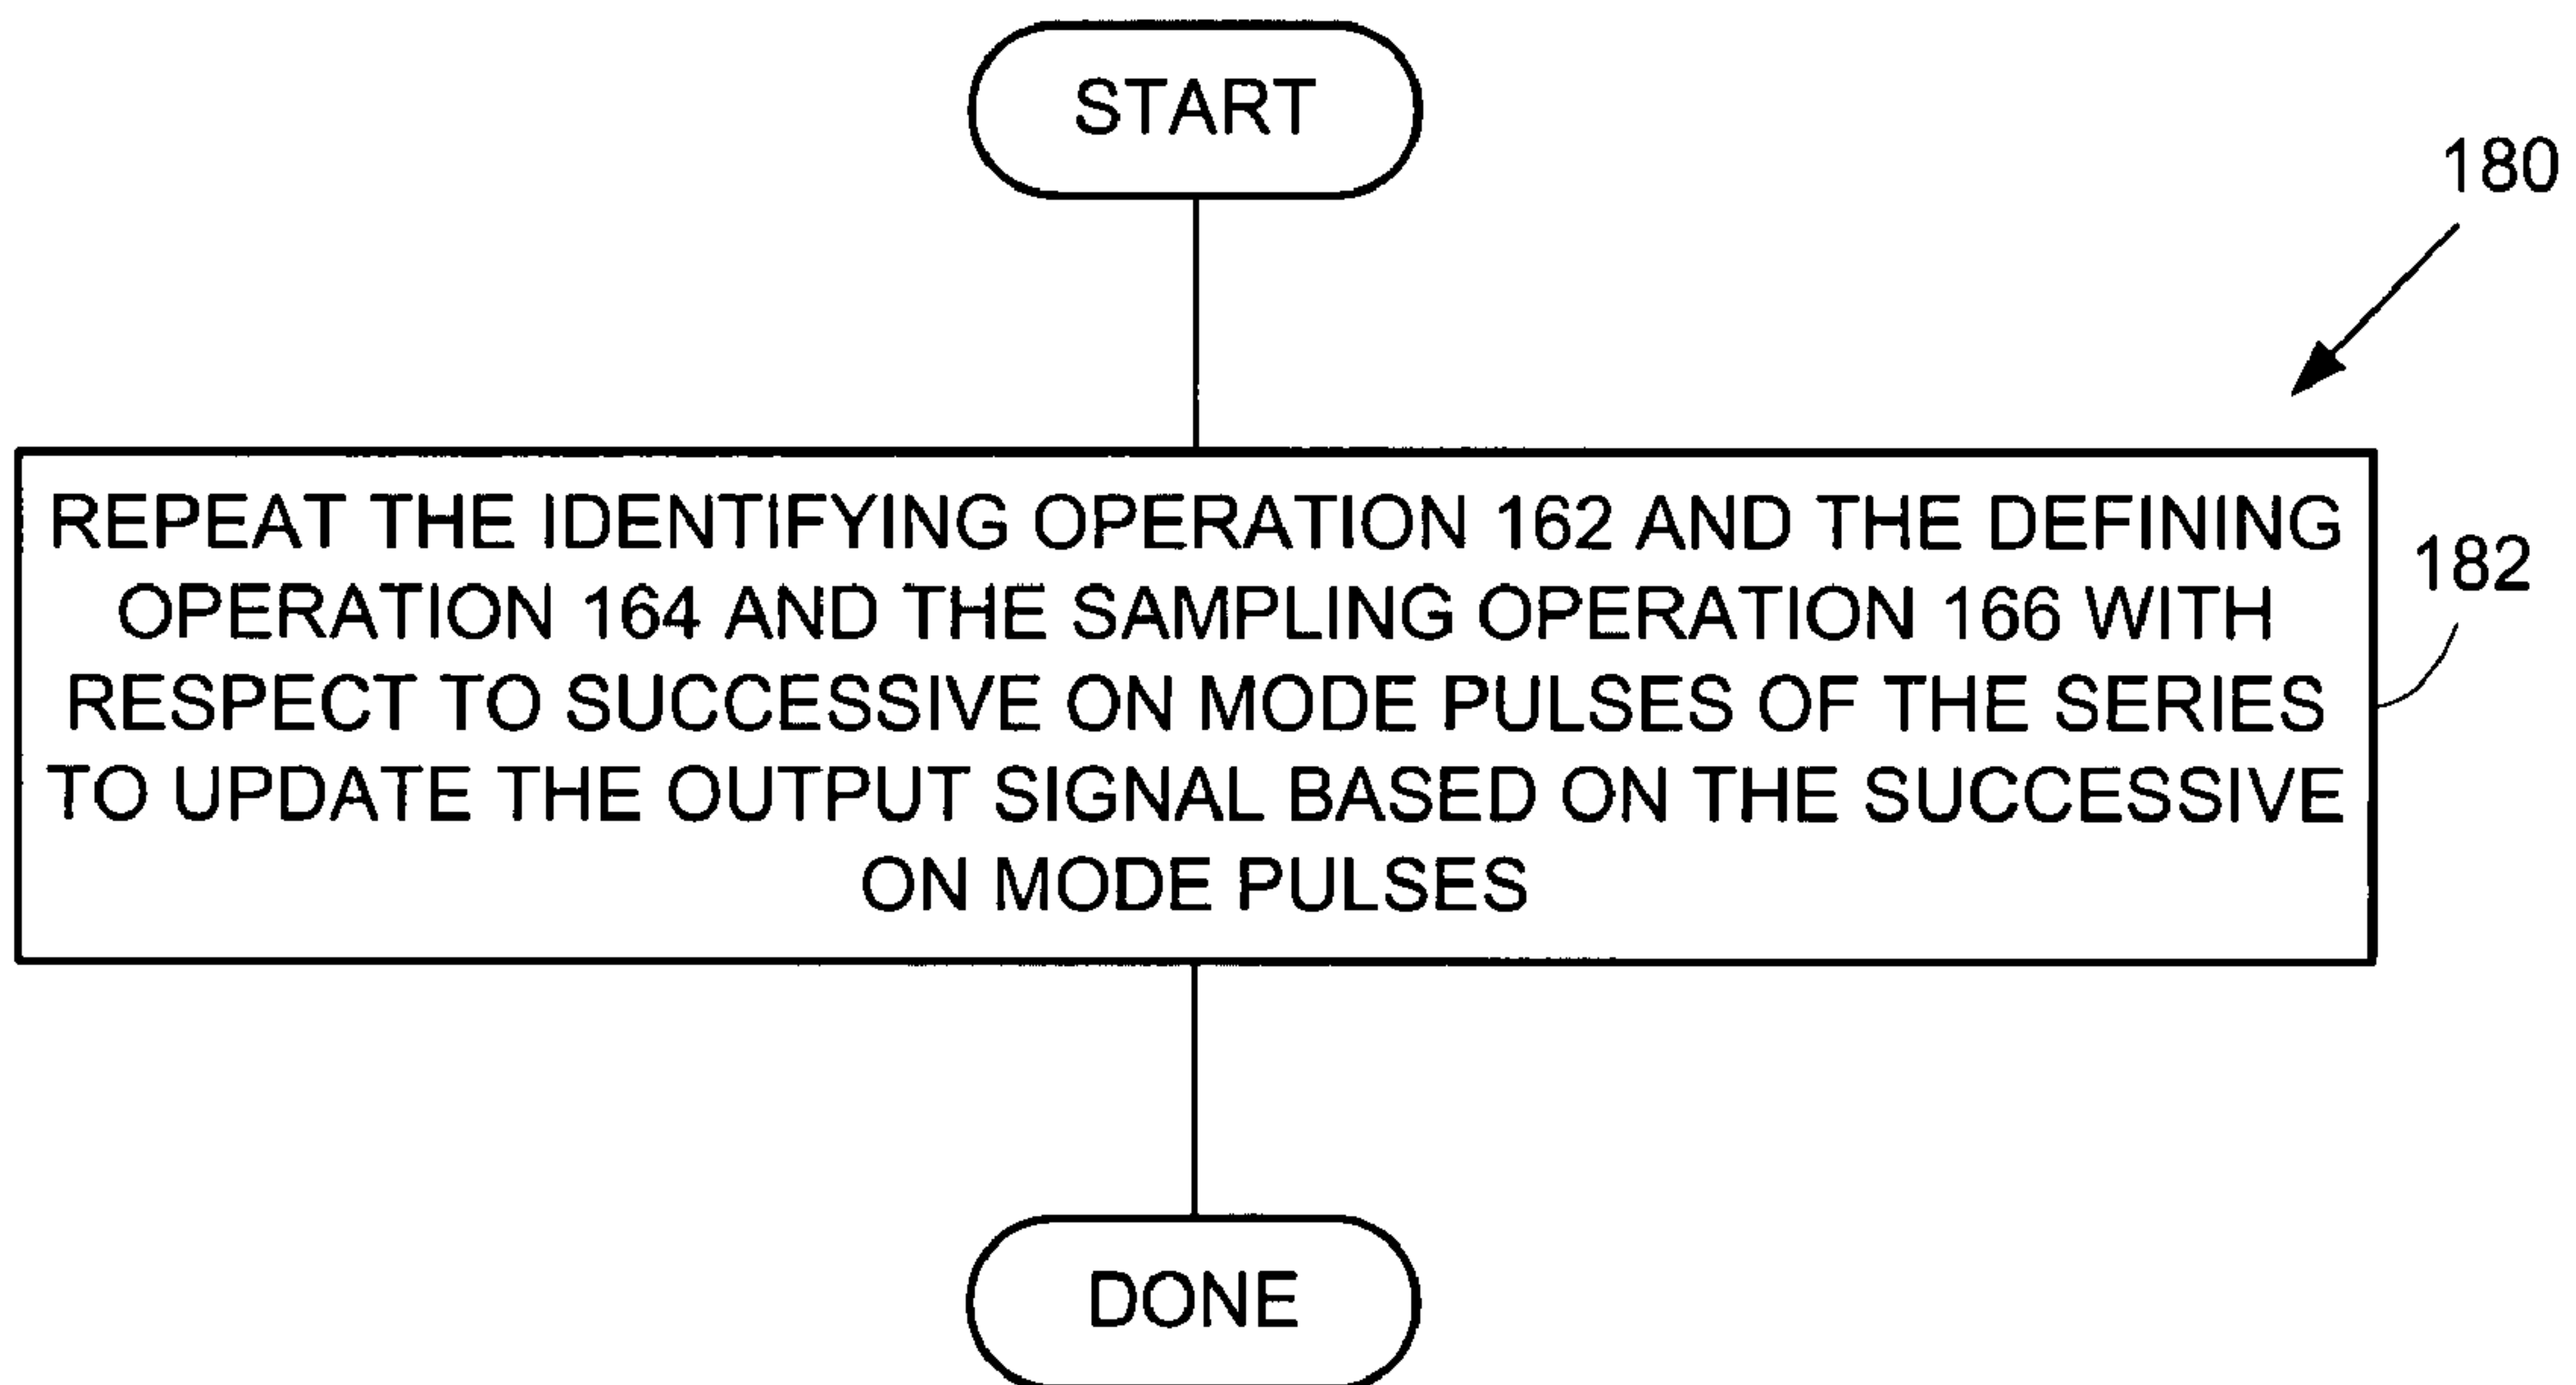 START
180
REPEAT THE IDENTIFYING OPERATION 162 AND THE DEFINING
OPERATION 164 AND THE SAMPLING OPERATION 166 WITH
RESPECT TO SUCCESSIVE ON MODE PULSES OF THE SERIES
TO UPDATE THE OUTPUT SIGNAL BASED ON THE SUCCESSIVE
ON MODE PULSES
182
DONE